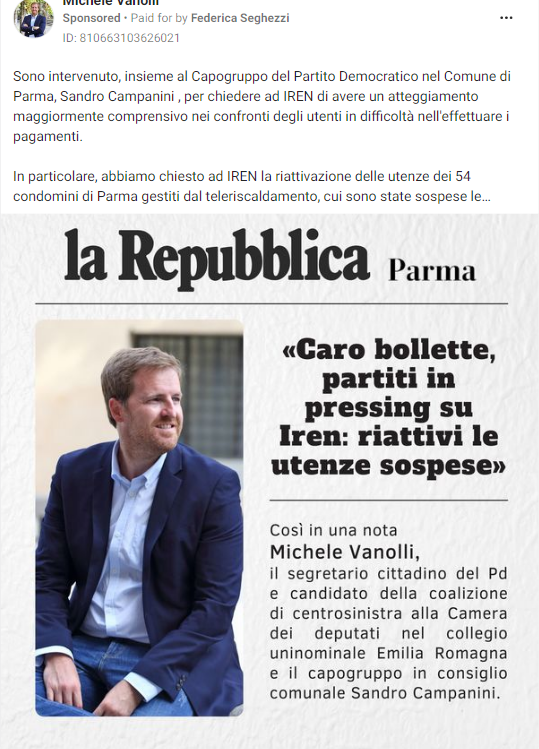 Michele Vanolli
Sponsored • Paid for by Federica Seghezzi
ID: 810663103626021
Sono intervenuto, insieme al Capogruppo del Partito Democratico nel Comune di
Parma, Sandro Campanini , per chiedere ad IREN di avere un atteggiamento
maggiormente comprensivo nei confronti degli utenti in difficoltà nell'effettuare i
pagamenti.
In particolare, abbiamo chiesto ad IREN la riattivazione delle utenze dei 54
condomini di Parma gestiti dal teleriscaldamento, cui sono state sospese le...
la Repubblica Parma
«Caro bollette,
partiti in
pressing su
Iren: riattivi le
utenze sospese»
Così in una nota
Michele Vanolli,
il segretario cittadino del Pd
e candidato della coalizione
di centrosinistra alla Camera
dei deputati nel collegio
uninominale Emilia Romagna
e il capogruppo in consiglio
comunale Sandro Campanini.